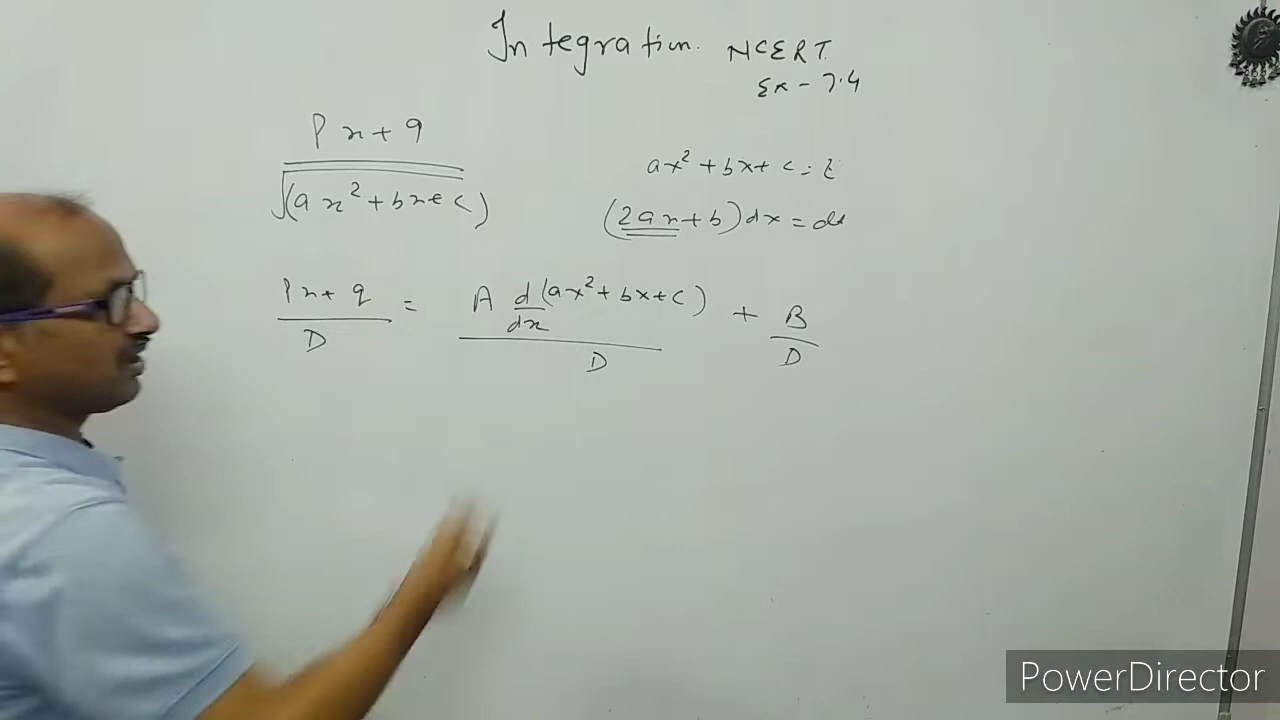 Integration. NCERT.
Ex - 7.4
Px + q
√(ax² + bx + c)
ax² + bx + c = t
(2ax + b)dx = dt
Px + q / D = A d/dx (ax² + bx + c) / D + B / D
PowerDirector